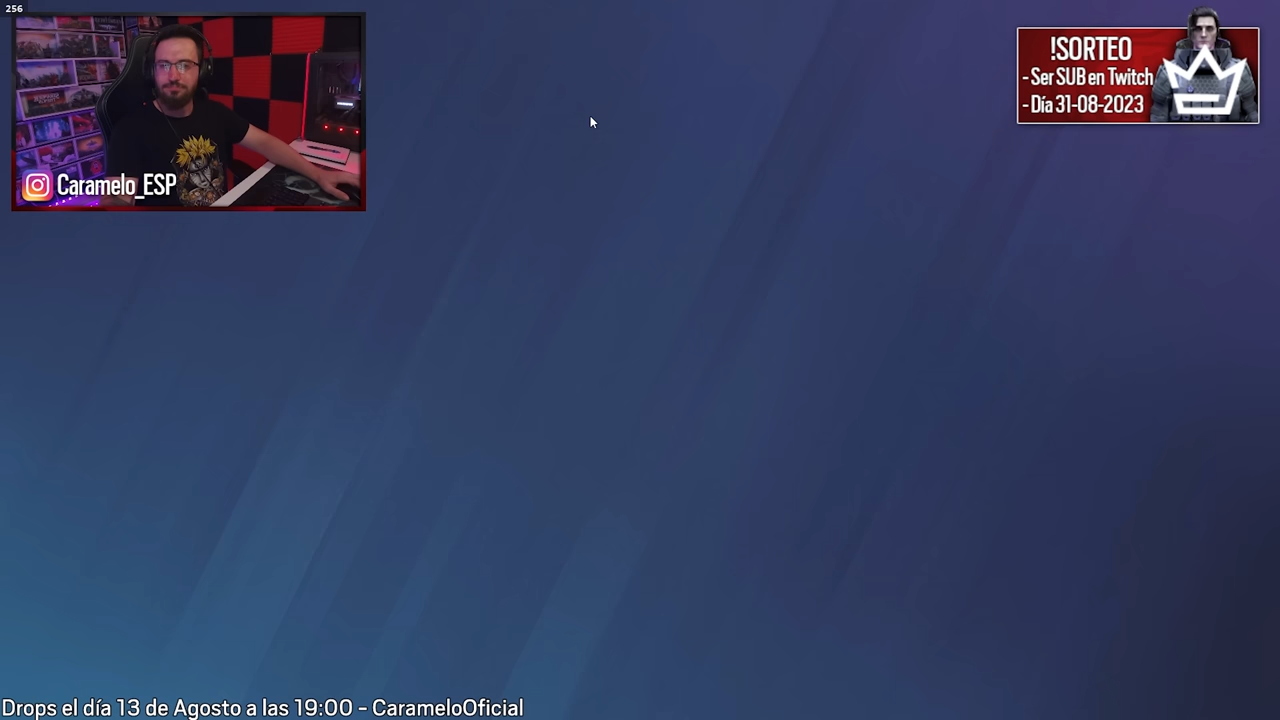 256
Caramelo_ESP
!SORTEO
- Ser SUB en Twitch
- Día 31-08-2023
Drops el día 13 de Agosto a las 19:00 - CarameloOficial